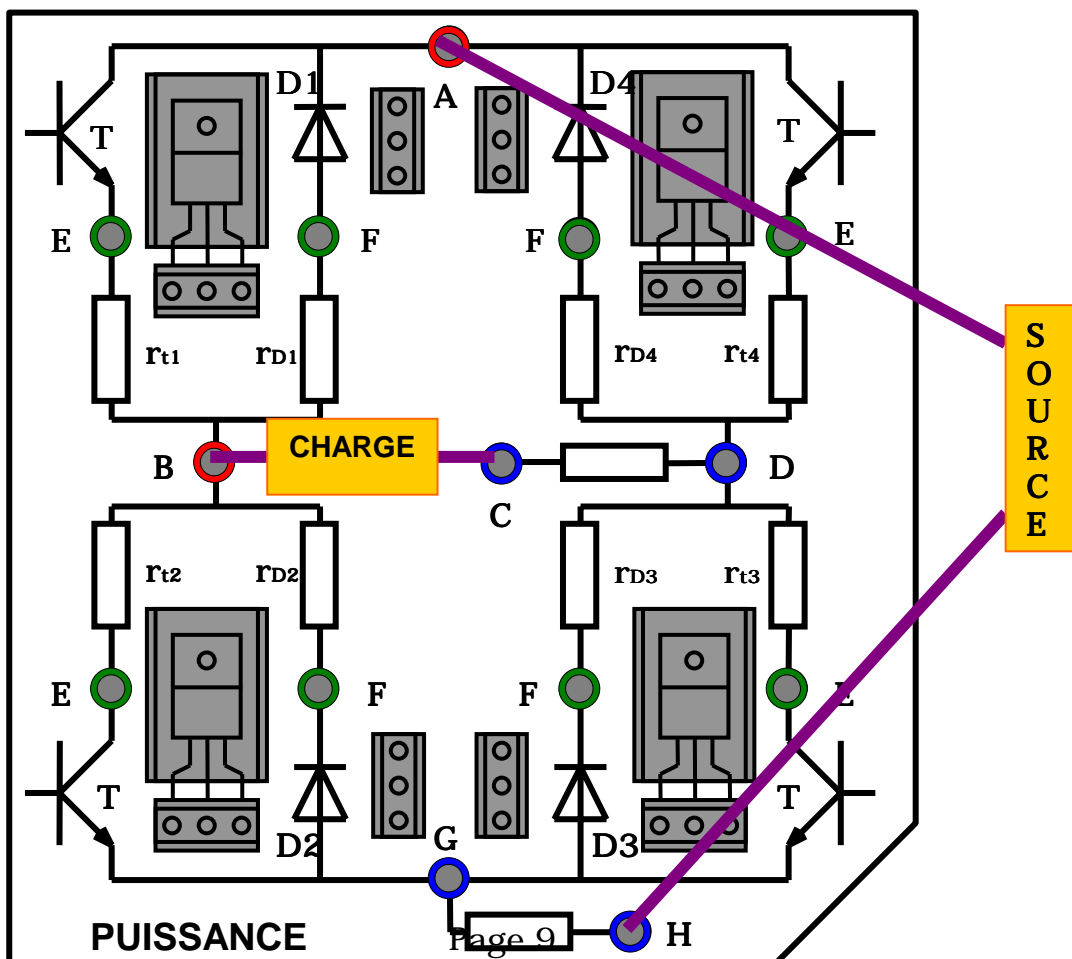 D1 D4
A
T T
E F F E
rt1 rD1 rD4 rt4
S
O
U
R
C
E
B CHARGE C D
rt2 rD2 rD3 rt3
E F F E
T T
D2 G D3
PUISSANCE Page 9 H